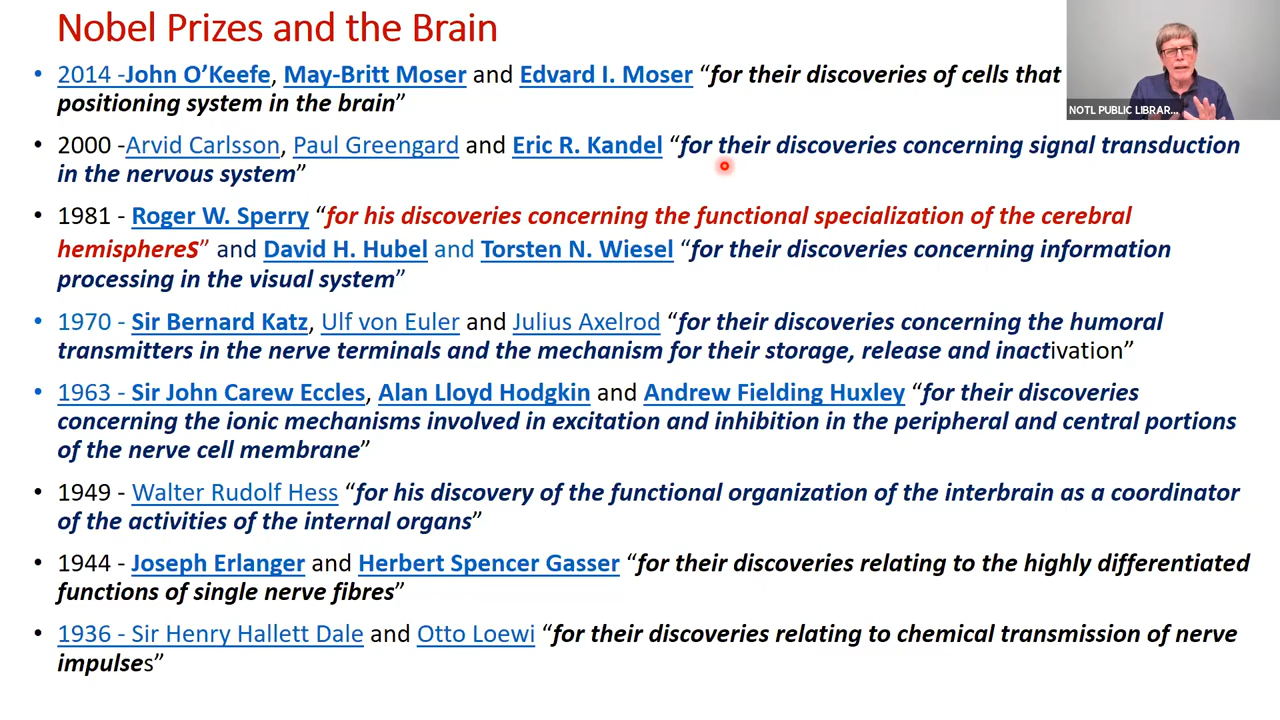 Nobel Prizes and the Brain
• 2014 -John O’Keefe, May-Britt Moser and Edvard I. Moser “for their discoveries of cells that
positioning system in the brain”
NOTL PUBLIC LIBRAR...
• 2000 -Arvid Carlsson, Paul Greengard and Eric R. Kandel “for their discoveries concerning signal transduction
in the nervous system”
• 1981 - Roger W. Sperry “for his discoveries concerning the functional specialization of the cerebral
hemispheres” and David H. Hubel and Torsten N. Wiesel “for their discoveries concerning information
processing in the visual system”
• 1970 - Sir Bernard Katz, Ulf von Euler and Julius Axelrod “for their discoveries concerning the humoral
transmitters in the nerve terminals and the mechanism for their storage, release and inactivation”
• 1963 - Sir John Carew Eccles, Alan Lloyd Hodgkin and Andrew Fielding Huxley “for their discoveries
concerning the ionic mechanisms involved in excitation and inhibition in the peripheral and central portions
of the nerve cell membrane”
• 1949 - Walter Rudolf Hess “for his discovery of the functional organization of the interbrain as a coordinator
of the activities of the internal organs”
• 1944 - Joseph Erlanger and Herbert Spencer Gasser “for their discoveries relating to the highly differentiated
functions of single nerve fibres”
• 1936 - Sir Henry Hallett Dale and Otto Loewi “for their discoveries relating to chemical transmission of nerve
impulses”